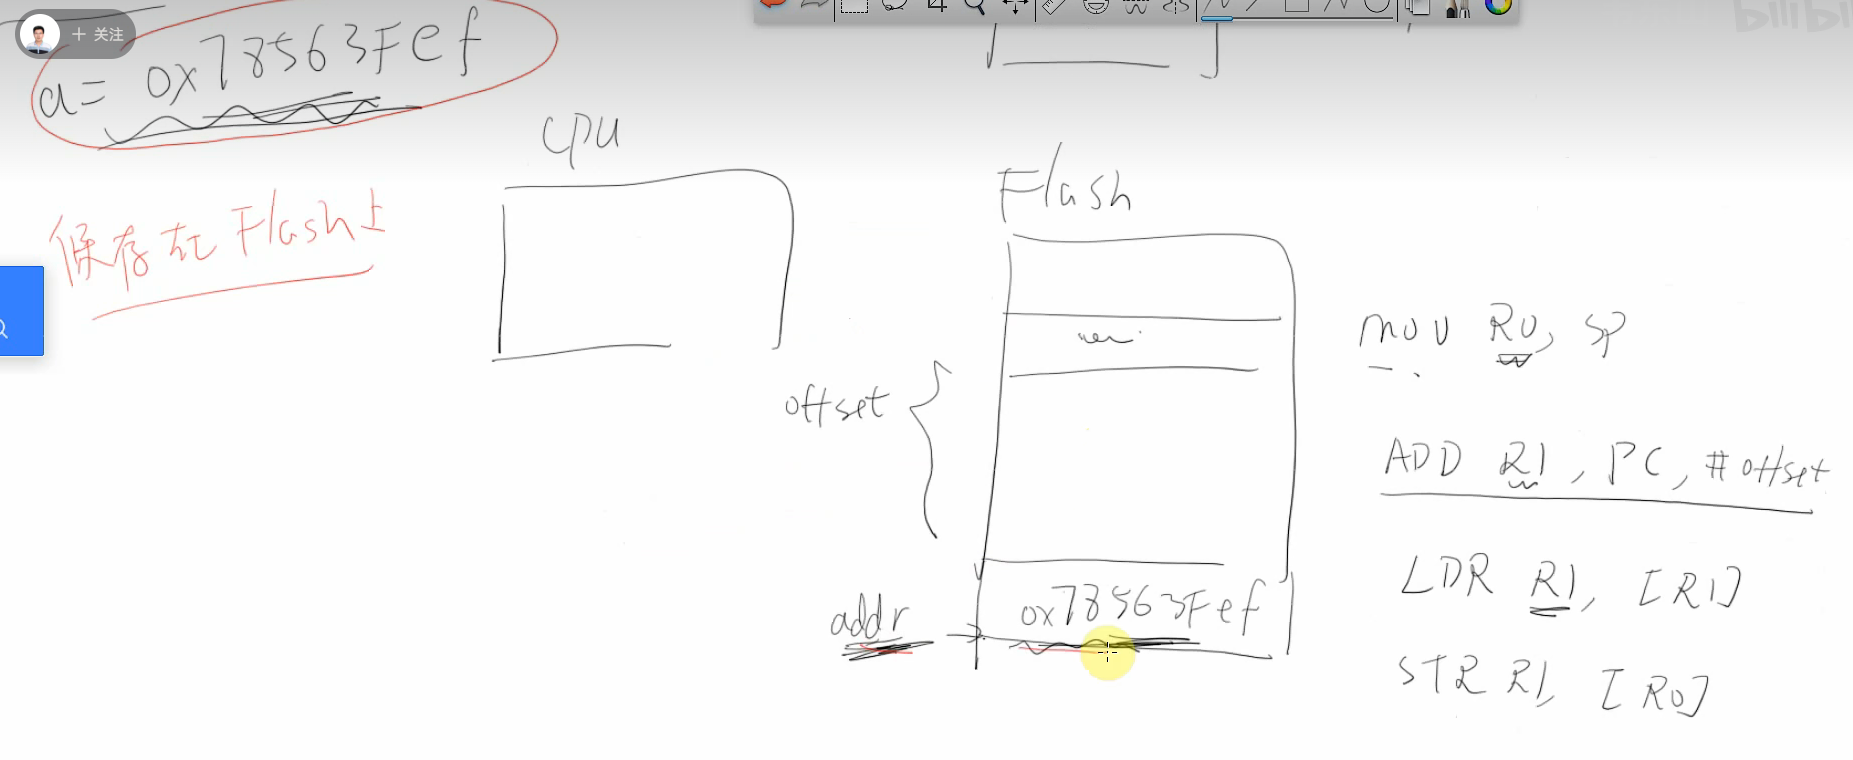 + 关注
bilibili
a= 0x78563Fef
CPU
Flash
保存在Flash上
MOV R0, SP
offset
ADD R1, PC, #offset
LDR R1, [R1]
0x78563Fef
addr
STR R1, [R0]